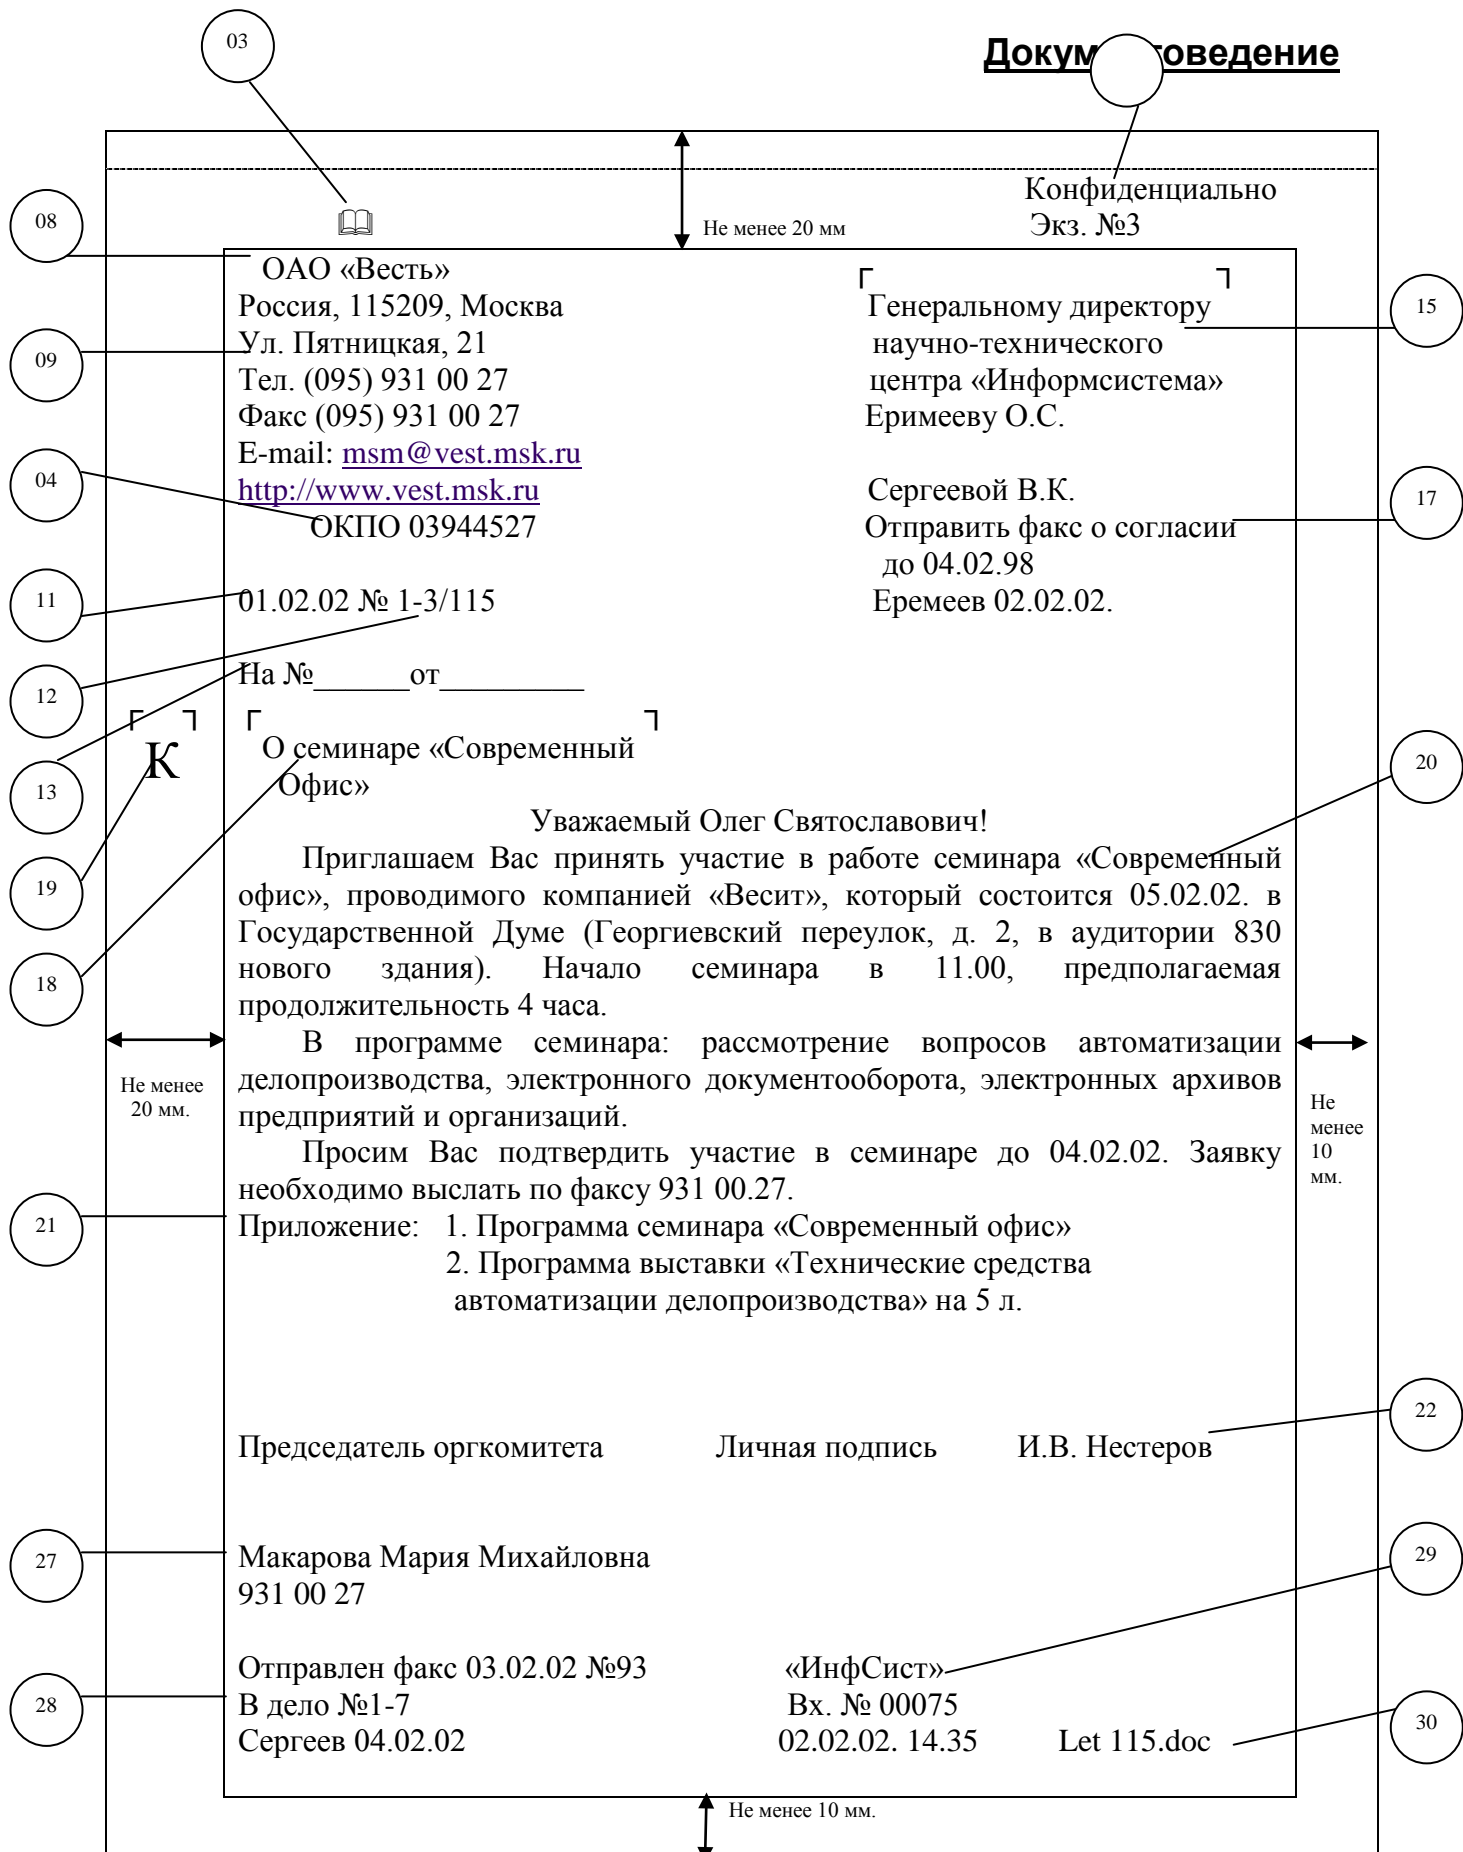 03
Докум товедение
Конфиденциально
Экз. №3
Не менее 20 мм
08
ОАО «Весть»
Россия, 115209, Москва
09
Ул. Пятницкая, 21
Тел. (095) 931 00 27
Факс (095) 931 00 27
E-mail: msm@vest.msk.ru
04
http://www.vest.msk.ru
ОКПО 03944527
11
01.02.02 № 1-3/115
12
На №______от_________
13
Генеральному директору
15
научно-технического
центра «Информсистема»
Еримееву О.С.
Сергеевой В.К.
17
Отправить факс о согласии
до 04.02.98
Еремеев 02.02.02.
К
19
О семинаре «Современный
Офис»
18
20
Уважаемый Олег Святославович!
Приглашаем Вас принять участие в работе семинара «Современный
офис», проводимого компанией «Весит», который состоится 05.02.02. в
Государственной Думе (Георгиевский переулок, д. 2, в аудитории 830
нового здания). Начало семинара в 11.00, предполагаемая
продолжительность 4 часа.
В программе семинара: рассмотрение вопросов автоматизации
делопроизводства, электронного документооборота, электронных архивов
предприятий и организаций.
Не менее
20 мм.
Не
менее
10
мм.
Просим Вас подтвердить участие в семинаре до 04.02.02. Заявку
необходимо выслать по факсу 931 00.27.
21
Приложение: 1. Программа семинара «Современный офис»
2. Программа выставки «Технические средства
автоматизации делопроизводства» на 5 л.
22
Председатель оргкомитета Личная подпись И.В. Нестеров
27
Макарова Мария Михайловна
931 00 27
29
Отправлен факс 03.02.02 №93 «ИнфСист»
28
В дело №1-7 Вх. № 00075
Сергеев 04.02.02 02.02.02. 14.35 Let 115.doc
30
Не менее 10 мм.